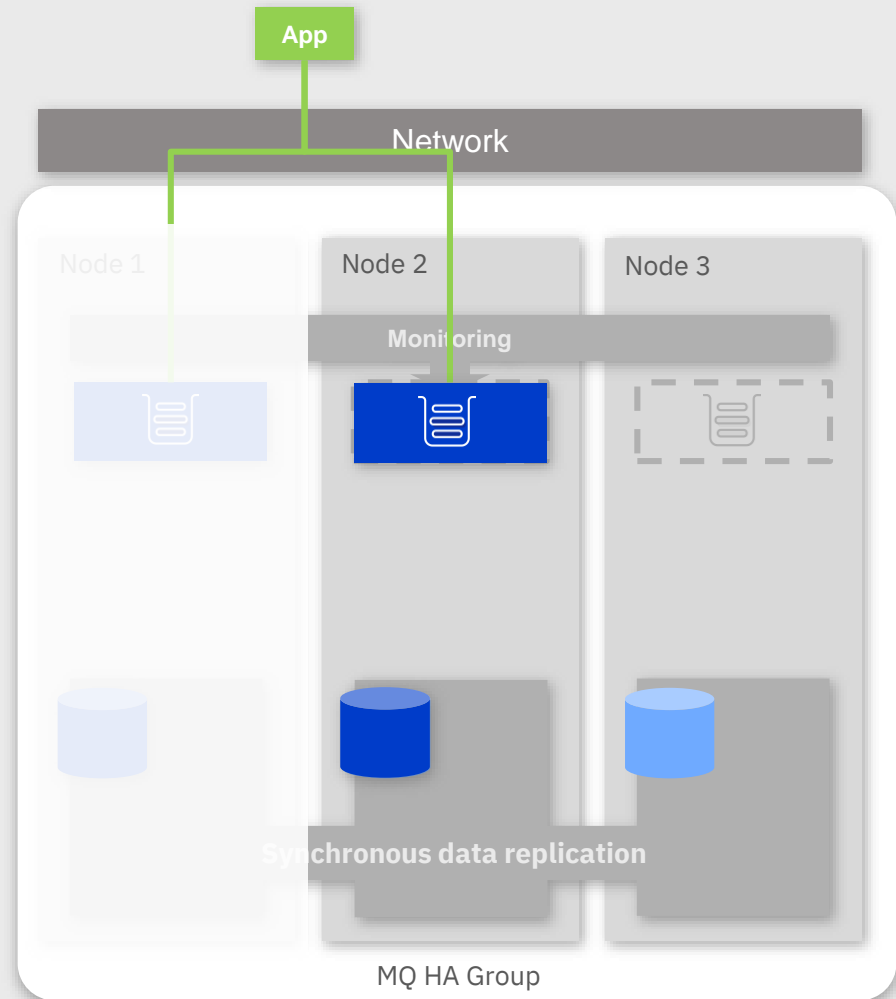 App
Network
Node 1
Node 2
Node 3
Monitoring
Synchronous data replication
MQ HA Group